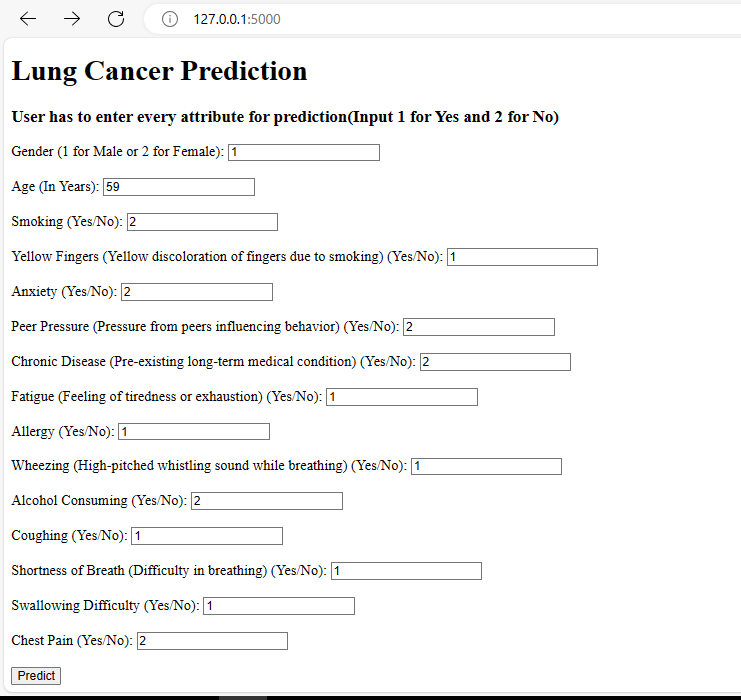 127.0.0.1:5000
Lung Cancer Prediction
User has to enter every attribute for prediction(Input 1 for Yes and 2 for No)
Gender (1 for Male or 2 for Female): 1
Age (In Years): 59
Smoking (Yes/No): 2
Yellow Fingers (Yellow discoloration of fingers due to smoking) (Yes/No): 1
Anxiety (Yes/No): 2
Peer Pressure (Pressure from peers influencing behavior) (Yes/No): 2
Chronic Disease (Pre-existing long-term medical condition) (Yes/No): 2
Fatigue (Feeling of tiredness or exhaustion) (Yes/No): 1
Allergy (Yes/No): 1
Wheezing (High-pitched whistling sound while breathing) (Yes/No): 1
Alcohol Consuming (Yes/No): 2
Coughing (Yes/No): 1
Shortness of Breath (Difficulty in breathing) (Yes/No): 1
Swallowing Difficulty (Yes/No): 1
Chest Pain (Yes/No): 2
Predict